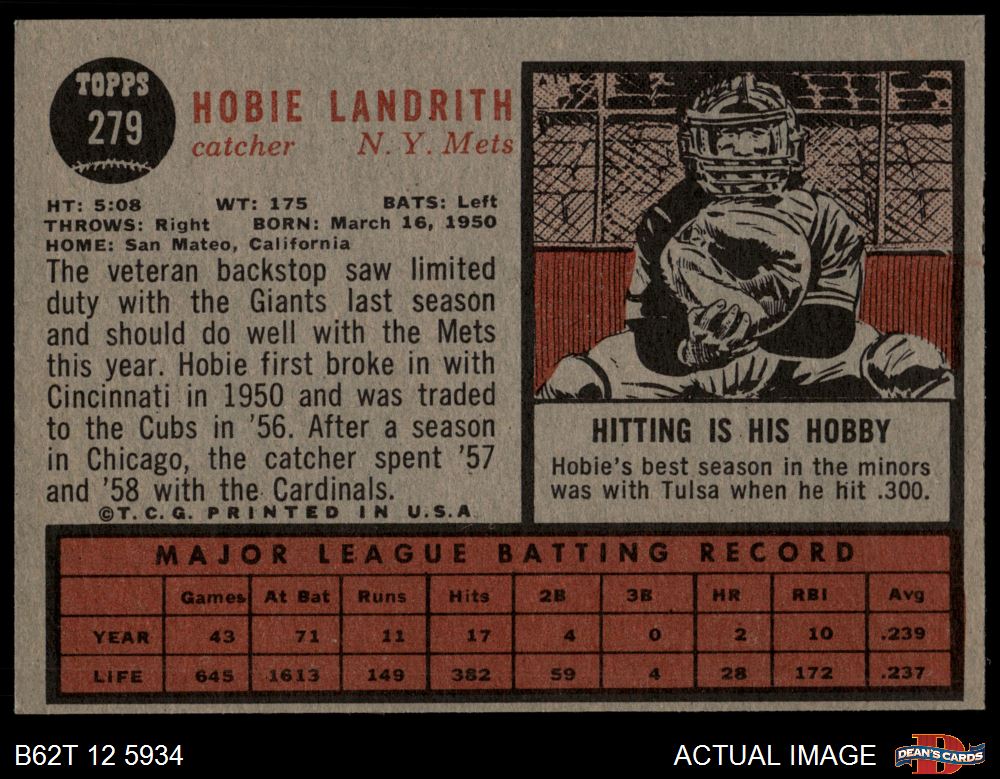 TOPPS
279
HOBIE LANDRITH
catcher N. Y. Mets
HT: 5:08 WT: 175 BATS: Left
THROWS: Right BORN: March 16, 1950
HOME: San Mateo, California
The veteran backstop saw limited
duty with the Giants last season
and should do well with the Mets
this year. Hobie first broke in with
Cincinnati in 1950 and was traded
to the Cubs in '56. After a season
in Chicago, the catcher spent '57
and '58 with the Cardinals.
©T. C. G. PRINTED IN U.S.A.
HITTING IS HIS HOBBY
Hobie's best season in the minors
was with Tulsa when he hit .300.
MAJOR LEAGUE BATTING RECORD
Games At Bat Runs Hits 2B 3B HR RBI Avg
YEAR 43 71 11 17 4 0 2 10 .239
LIFE 645 1613 149 382 59 4 28 172 .237
B62T 12 5934 ACTUAL IMAGE DEAN'S CARDS